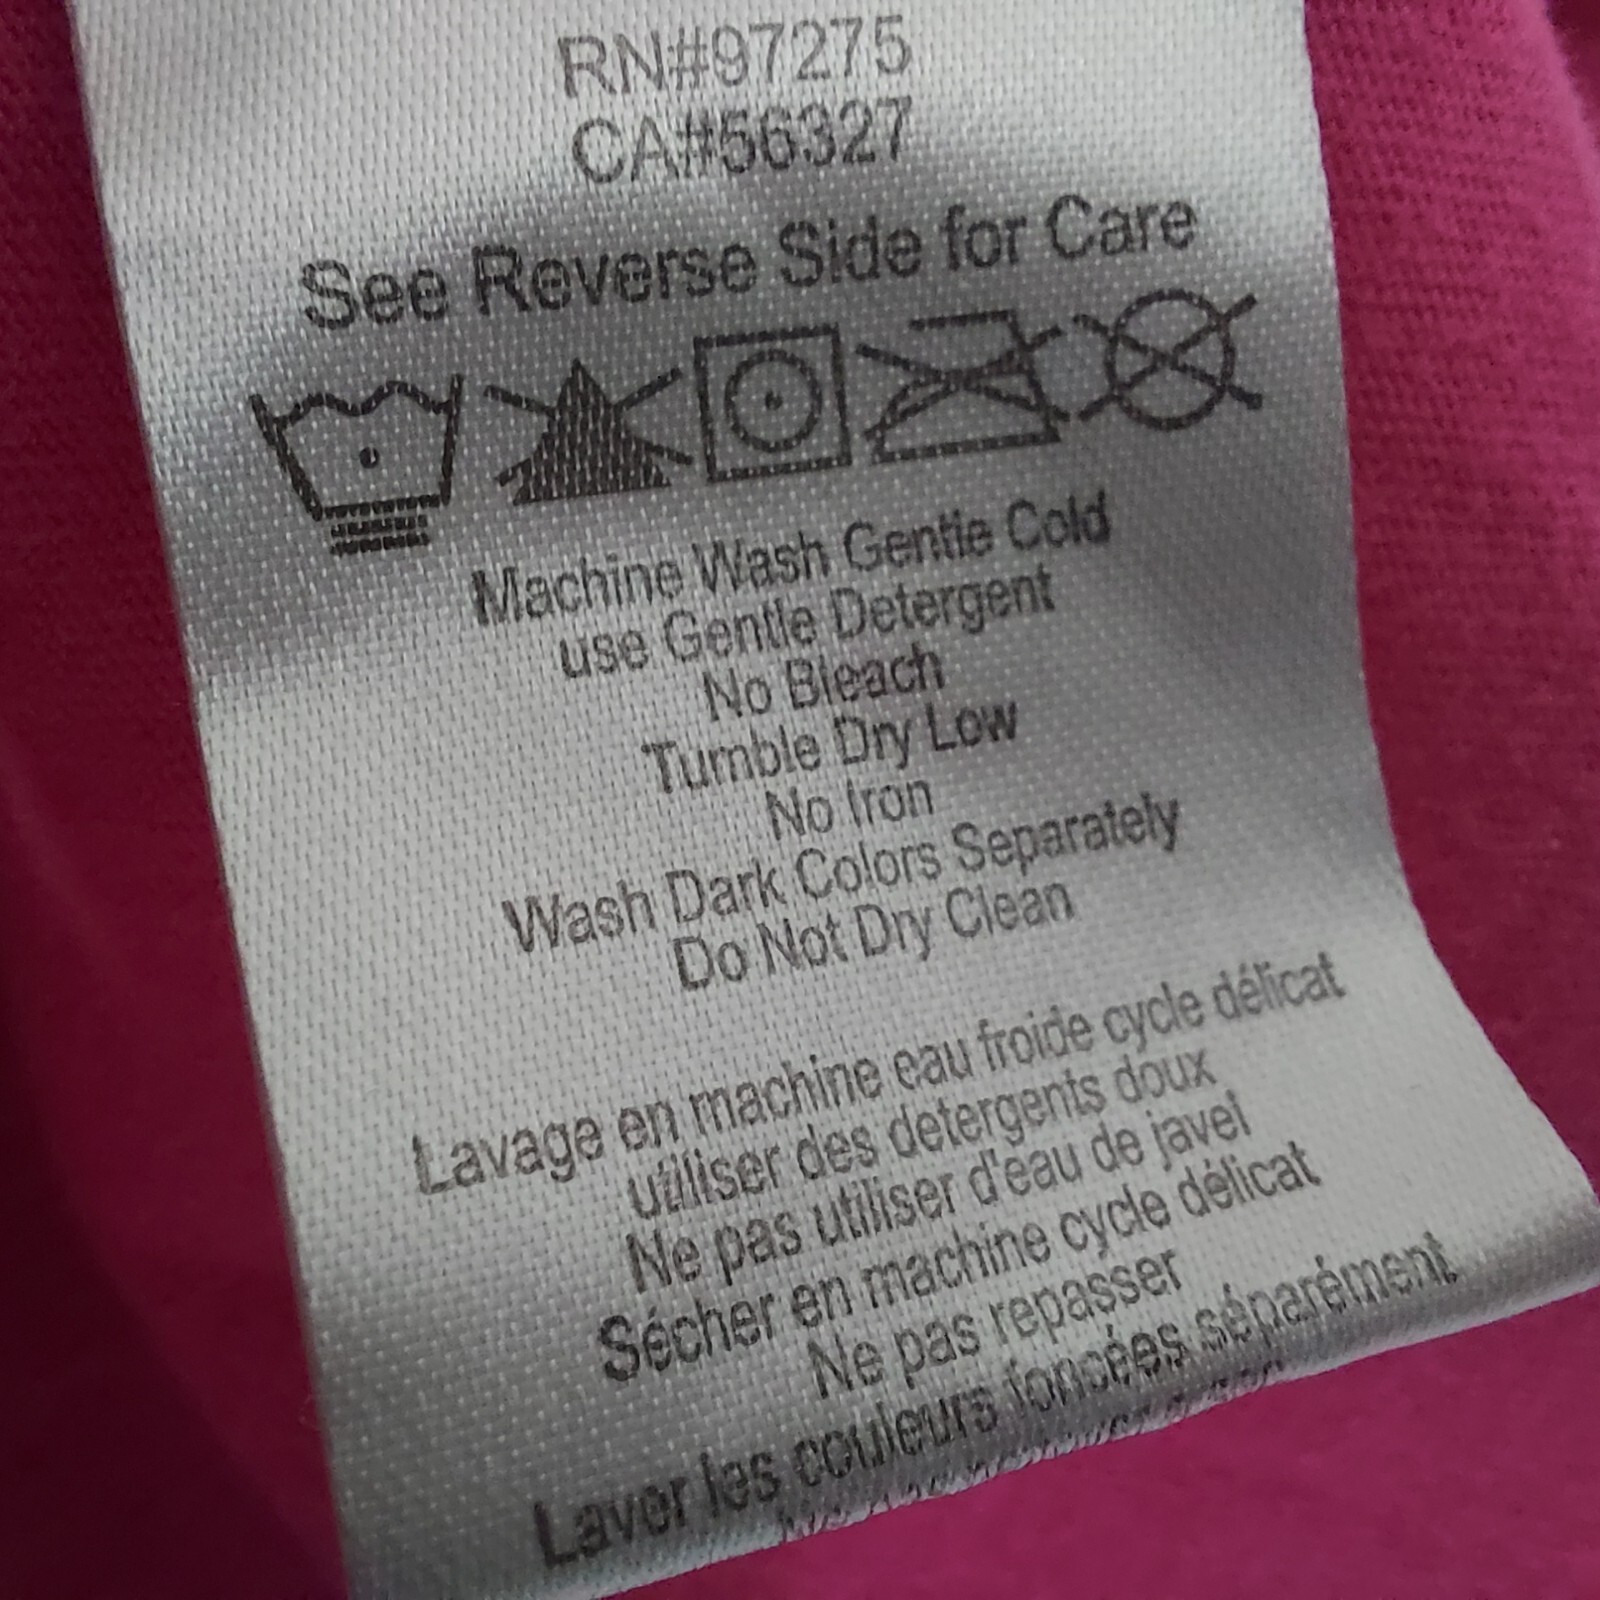 RN#97275
CA#56327
See Reverse Side for Care
Machine Wash Gentle Cold
use Gentle Detergent
No Bleach
Tumble Dry Low
No Iron
Wash Dark Colors Separately
Do Not Dry Clean
Lavage en machine eau froide cycle délicat
utiliser des detergents doux
Ne pas utiliser d'eau de javel
Sécher en machine cycle délicat
Ne pas repasser
Laver les couleurs foncées séparément